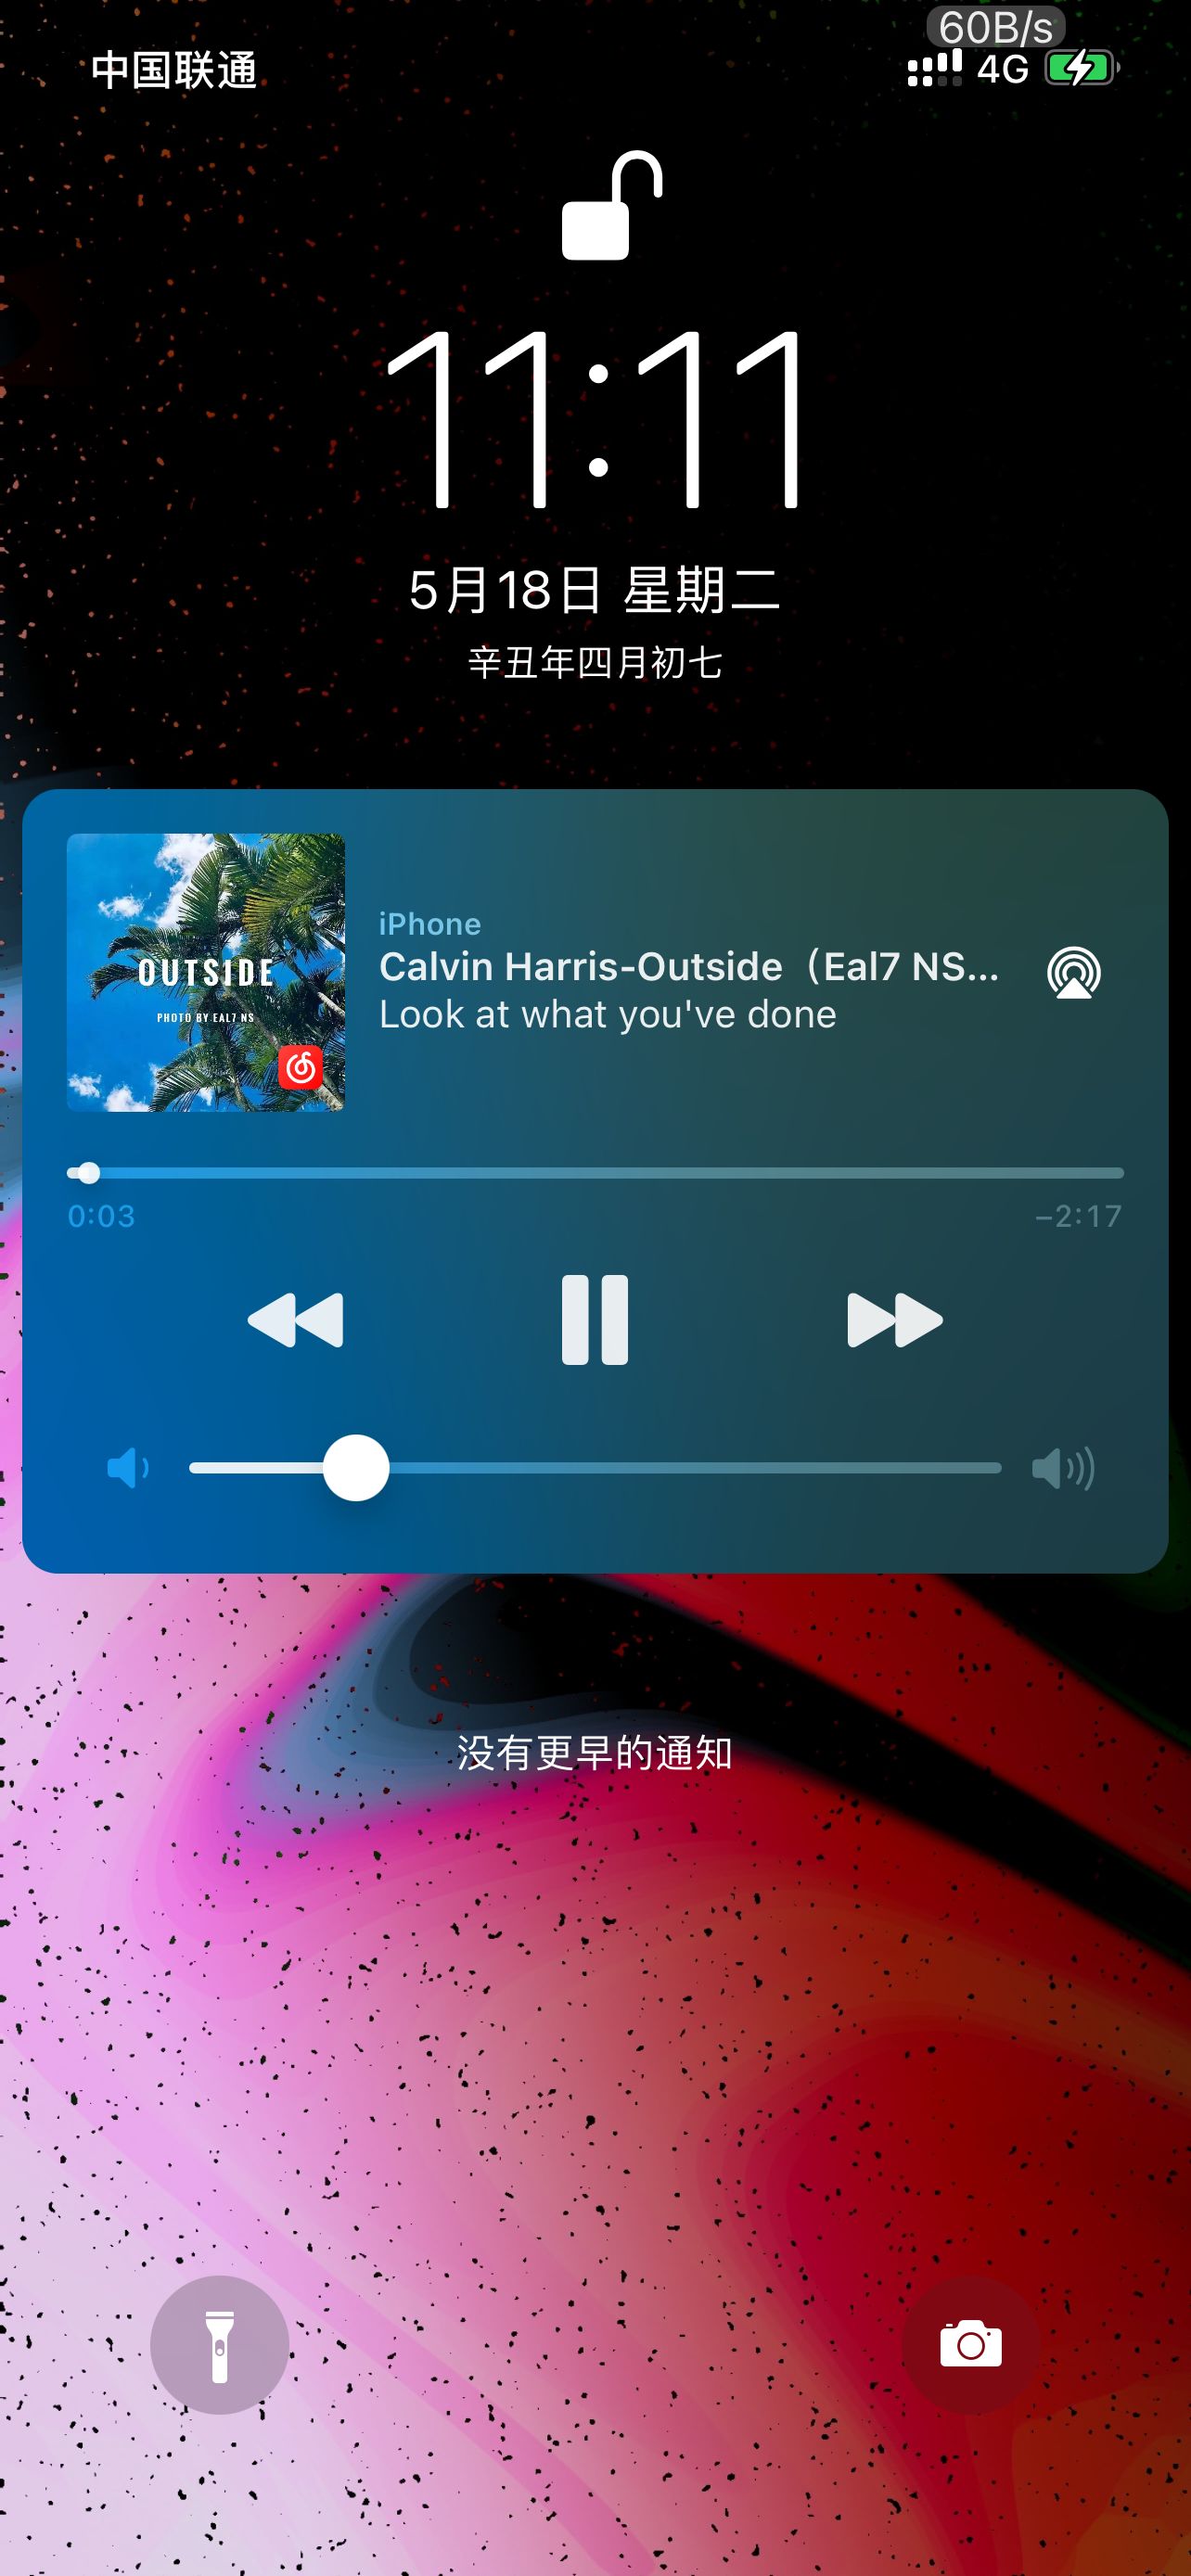 60B/s
中国联通
4G
11:11
5月18日 星期二
辛丑年四月初七
OUTSIDE
PHOTO BY EAL7 NS
iPhone
Calvin Harris-Outside（Eal7 NS...
Look at what you've done
0:03
–2:17
没有更早的通知